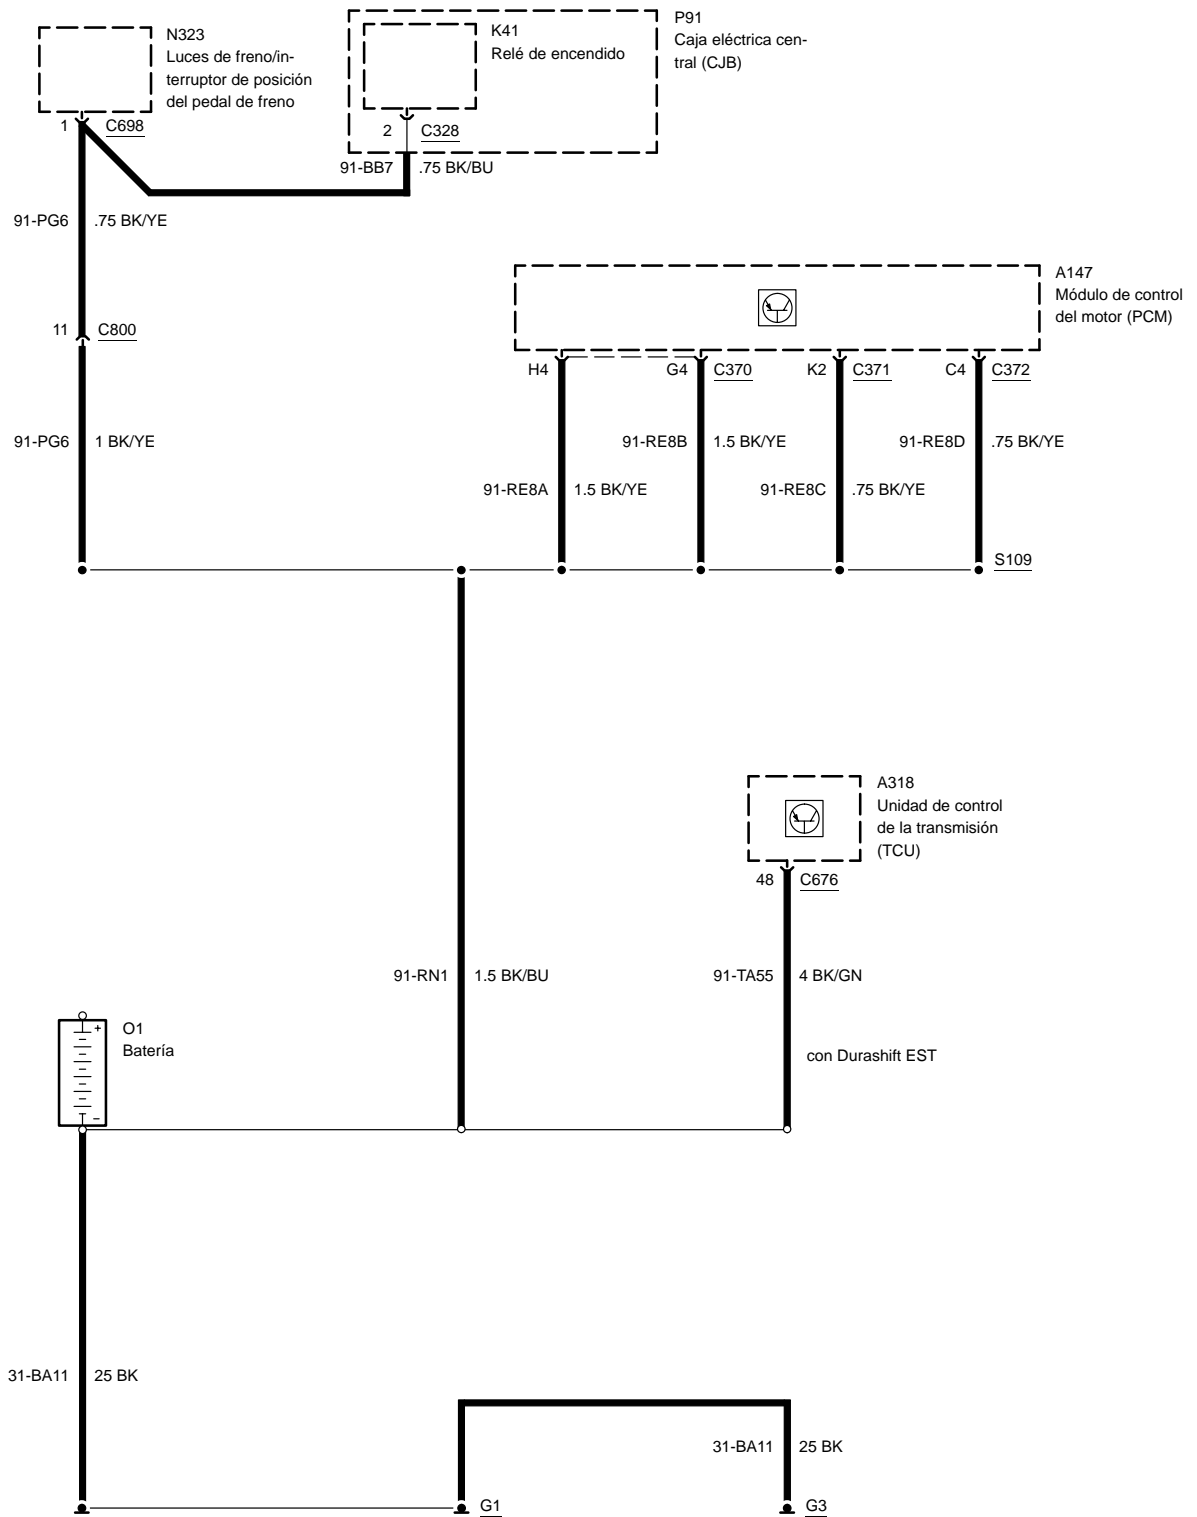 N323
Luces de freno/in-
terruptor de posición
del pedal de freno
K41
Relé de encendido
P91
Caja eléctrica cen-
tral (CJB)
1 C698
2 C328
91-BB7 .75 BK/BU
91-PG6 .75 BK/YE
A147
Módulo de control
del motor (PCM)
11 C800
H4 G4 C370 K2 C371 C4 C372
91-PG6 1 BK/YE
91-RE8B 1.5 BK/YE
91-RE8D .75 BK/YE
91-RE8A 1.5 BK/YE
91-RE8C .75 BK/YE
S109
A318
Unidad de control
de la transmisión
(TCU)
48 C676
91-RN1 1.5 BK/BU
91-TA55 4 BK/GN
O1
Batería
+
−
con Durashift EST
31-BA11 25 BK
31-BA11 25 BK
G1
G3